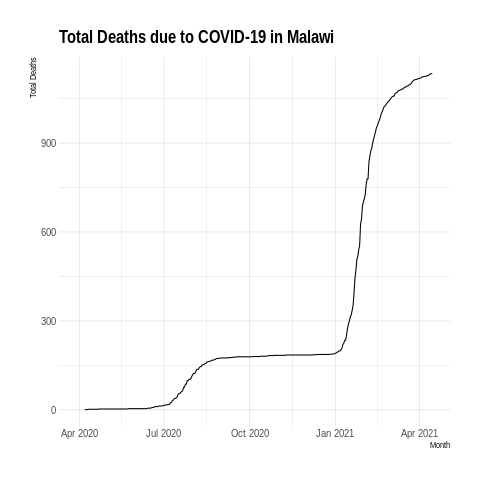 Total Deaths due to COVID-19 in Malawi
Total Deaths
900
600
300
0
Apr 2020 Jul 2020 Oct 2020 Jan 2021 Apr 2021
Month